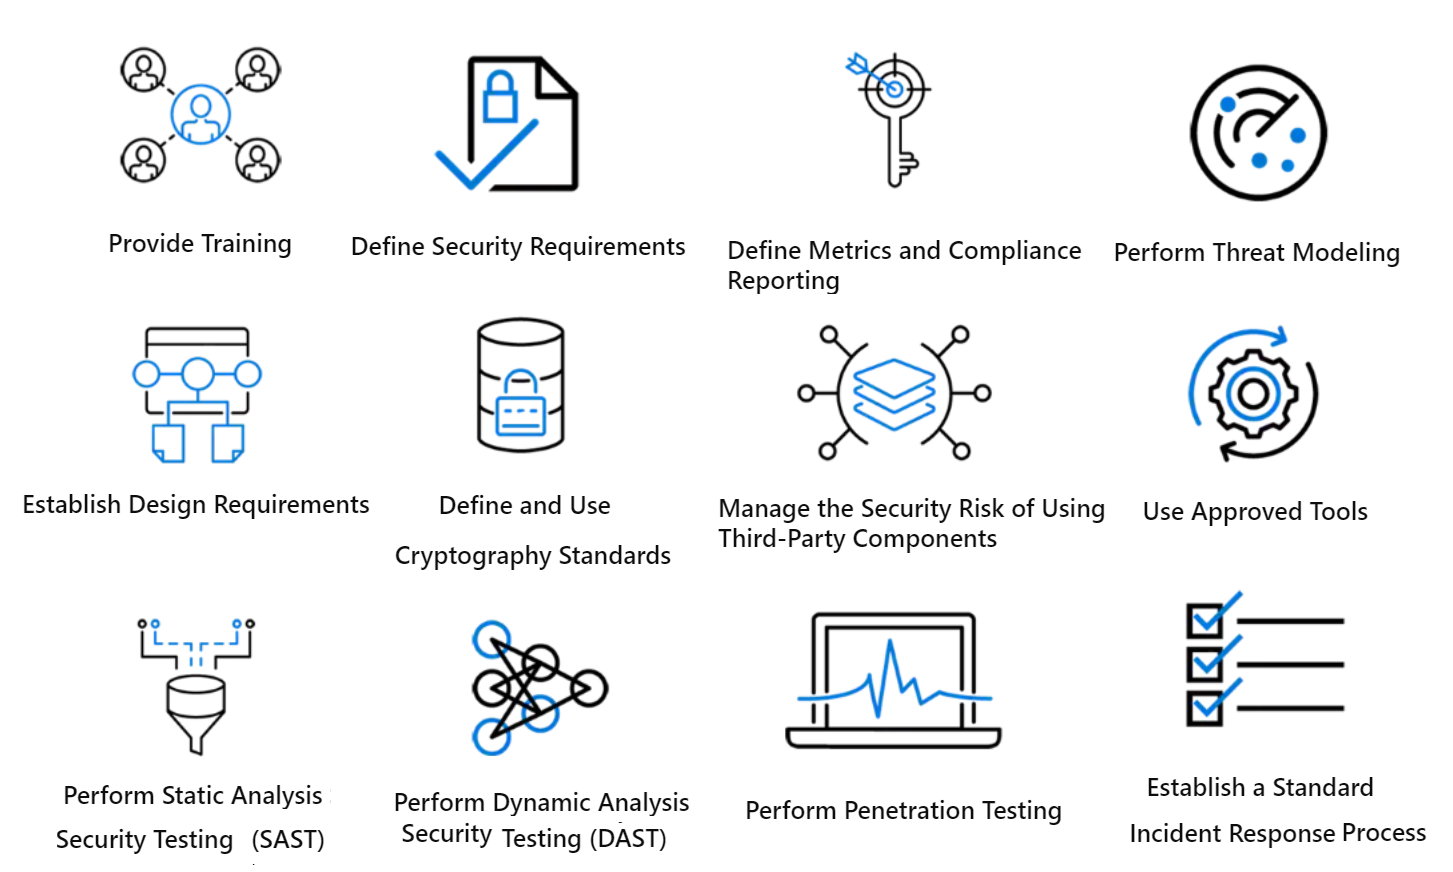 Provide Training
Define Security Requirements
Define Metrics and Compliance
Reporting
Perform Threat Modeling
Establish Design Requirements
Define and Use
Cryptography Standards
Manage the Security Risk of Using
Third-Party Components
Use Approved Tools
Perform Static Analysis
Security Testing (SAST)
Perform Dynamic Analysis
Security Testing (DAST)
Perform Penetration Testing
Establish a Standard
Incident Response Process